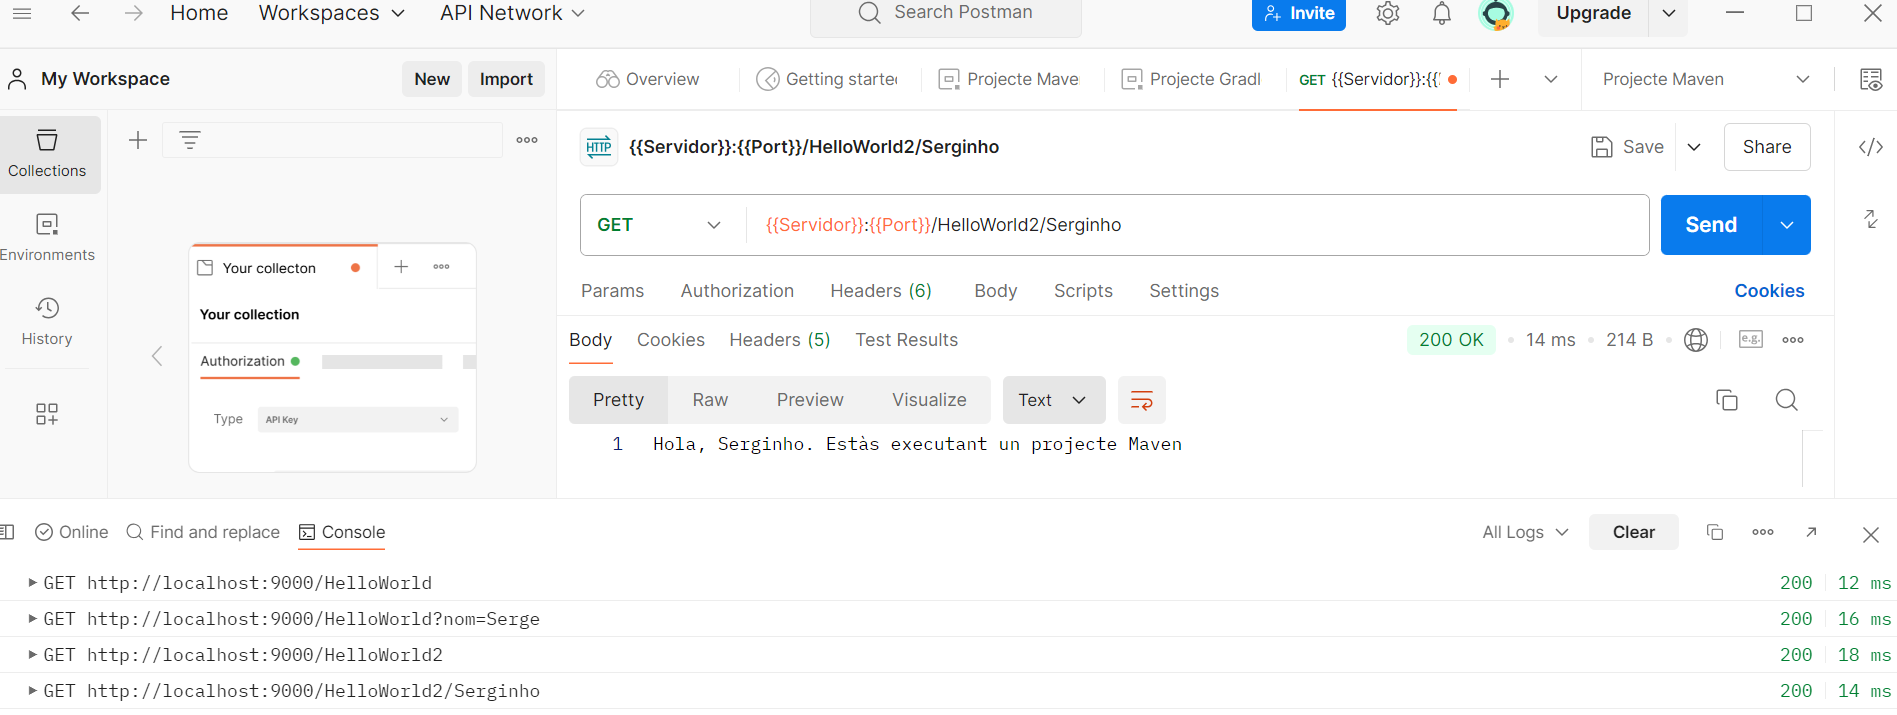 Home Workspaces API Network Search Postman Invite Upgrade
My Workspace New Import
Overview Getting starte Projecte Mave Projecte Gradl GET {{Servidor}}:{{ Projecte Maven
Collections
Environments
History
Your collecton
Your collection
Authorization
Type API Key
HTTP {{Servidor}}:{{Port}}/HelloWorld2/Serginho Save Share
GET {{Servidor}}:{{Port}}/HelloWorld2/Serginho Send
Params Authorization Headers (6) Body Scripts Settings Cookies
Body Cookies Headers (5) Test Results 200 OK 14 ms 214 B e.g.
Pretty Raw Preview Visualize Text
1 Hola, Serginho. Estàs executant un projecte Maven
Online Find and replace Console All Logs Clear
GET http://localhost:9000/HelloWorld 200 12 ms
GET http://localhost:9000/HelloWorld?nom=Serge 200 16 ms
GET http://localhost:9000/HelloWorld2 200 18 ms
GET http://localhost:9000/HelloWorld2/Serginho 200 14 ms